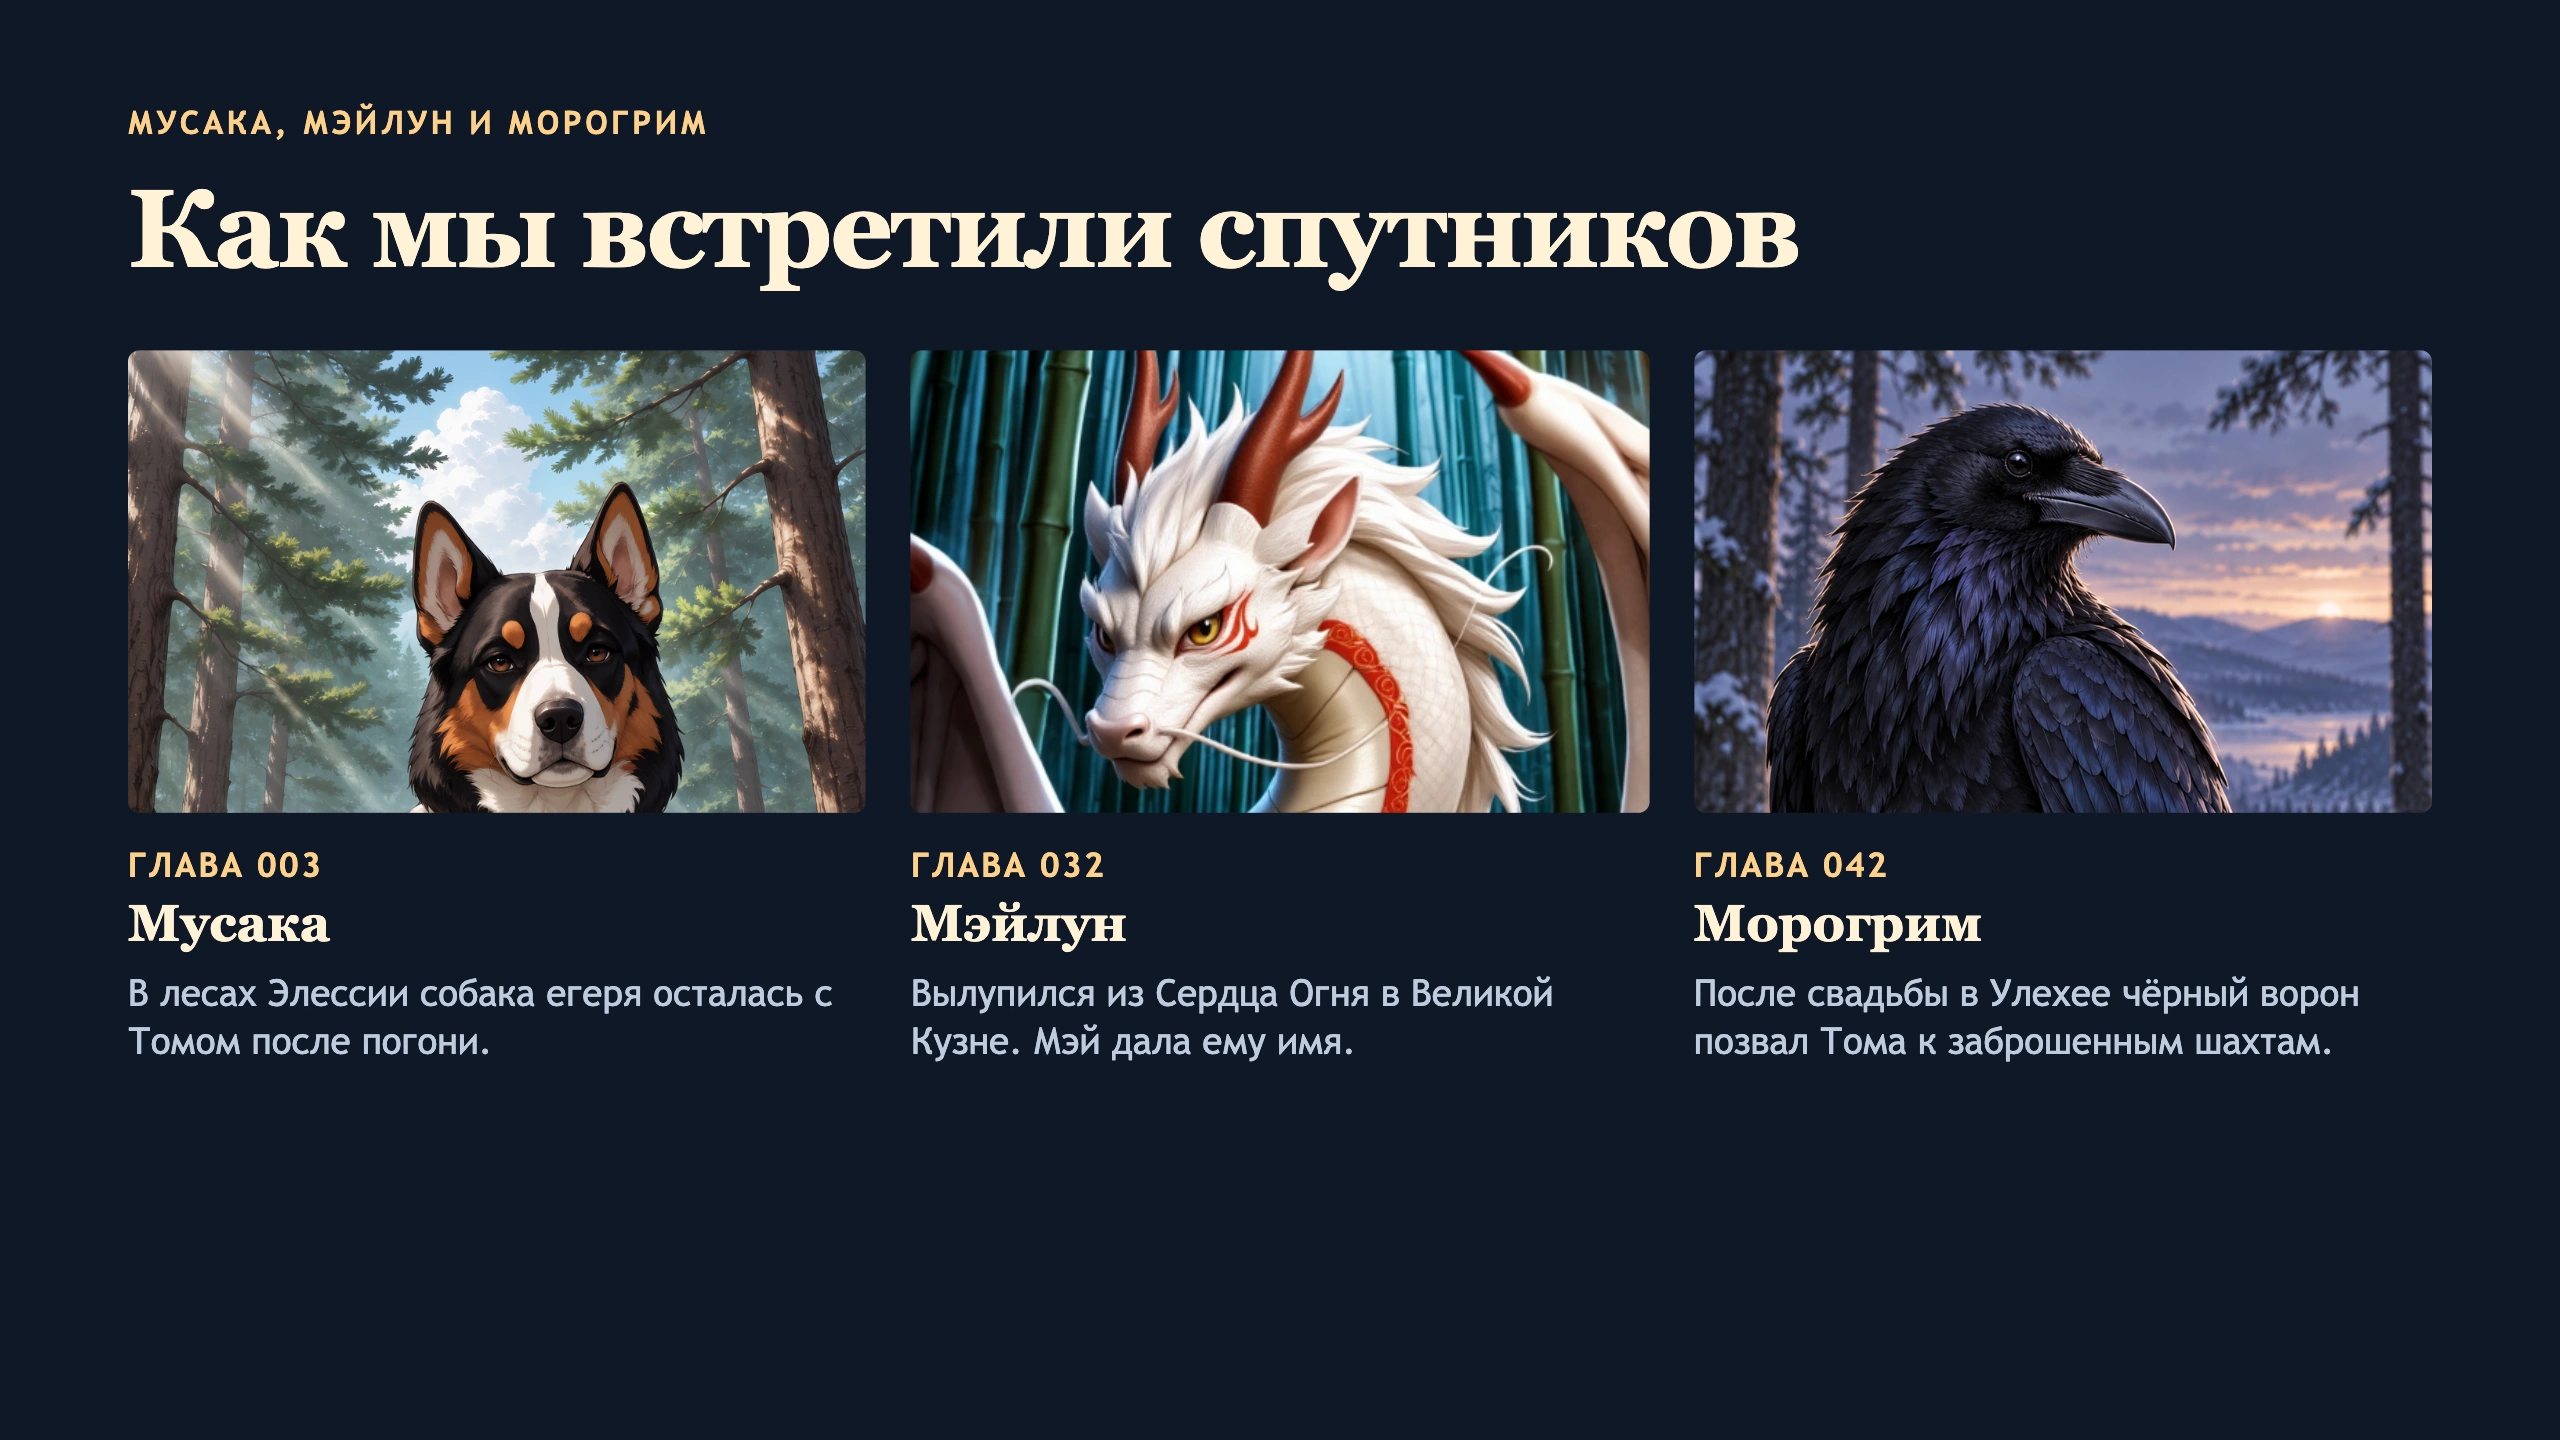 МУСАКА, МЭЙЛУН И МОРОГРИМ
Как мы встретили спутников
ГЛАВА 003
Мусака
В лесах Элессии собака егеря осталась с
Томом после погони.
ГЛАВА 032
Мэйлун
Вылупился из Сердца Огня в Великой
Кузне. Мэй дала ему имя.
ГЛАВА 042
Морогрим
После свадьбы в Улехее чёрный ворон
позвал Тома к заброшенным шахтам.